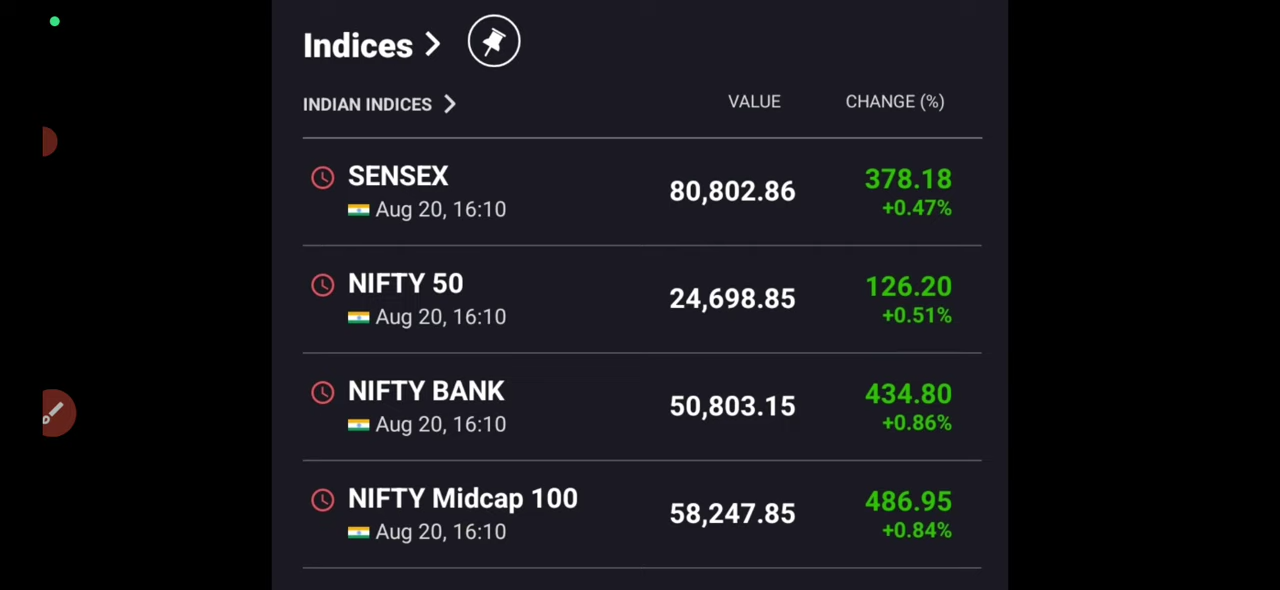 Indices
INDIAN INDICES VALUE CHANGE (%)
SENSEX 80,802.86 378.18
Aug 20, 16:10 +0.47%
NIFTY 50 24,698.85 126.20
Aug 20, 16:10 +0.51%
NIFTY BANK 50,803.15 434.80
Aug 20, 16:10 +0.86%
NIFTY Midcap 100 58,247.85 486.95
Aug 20, 16:10 +0.84%